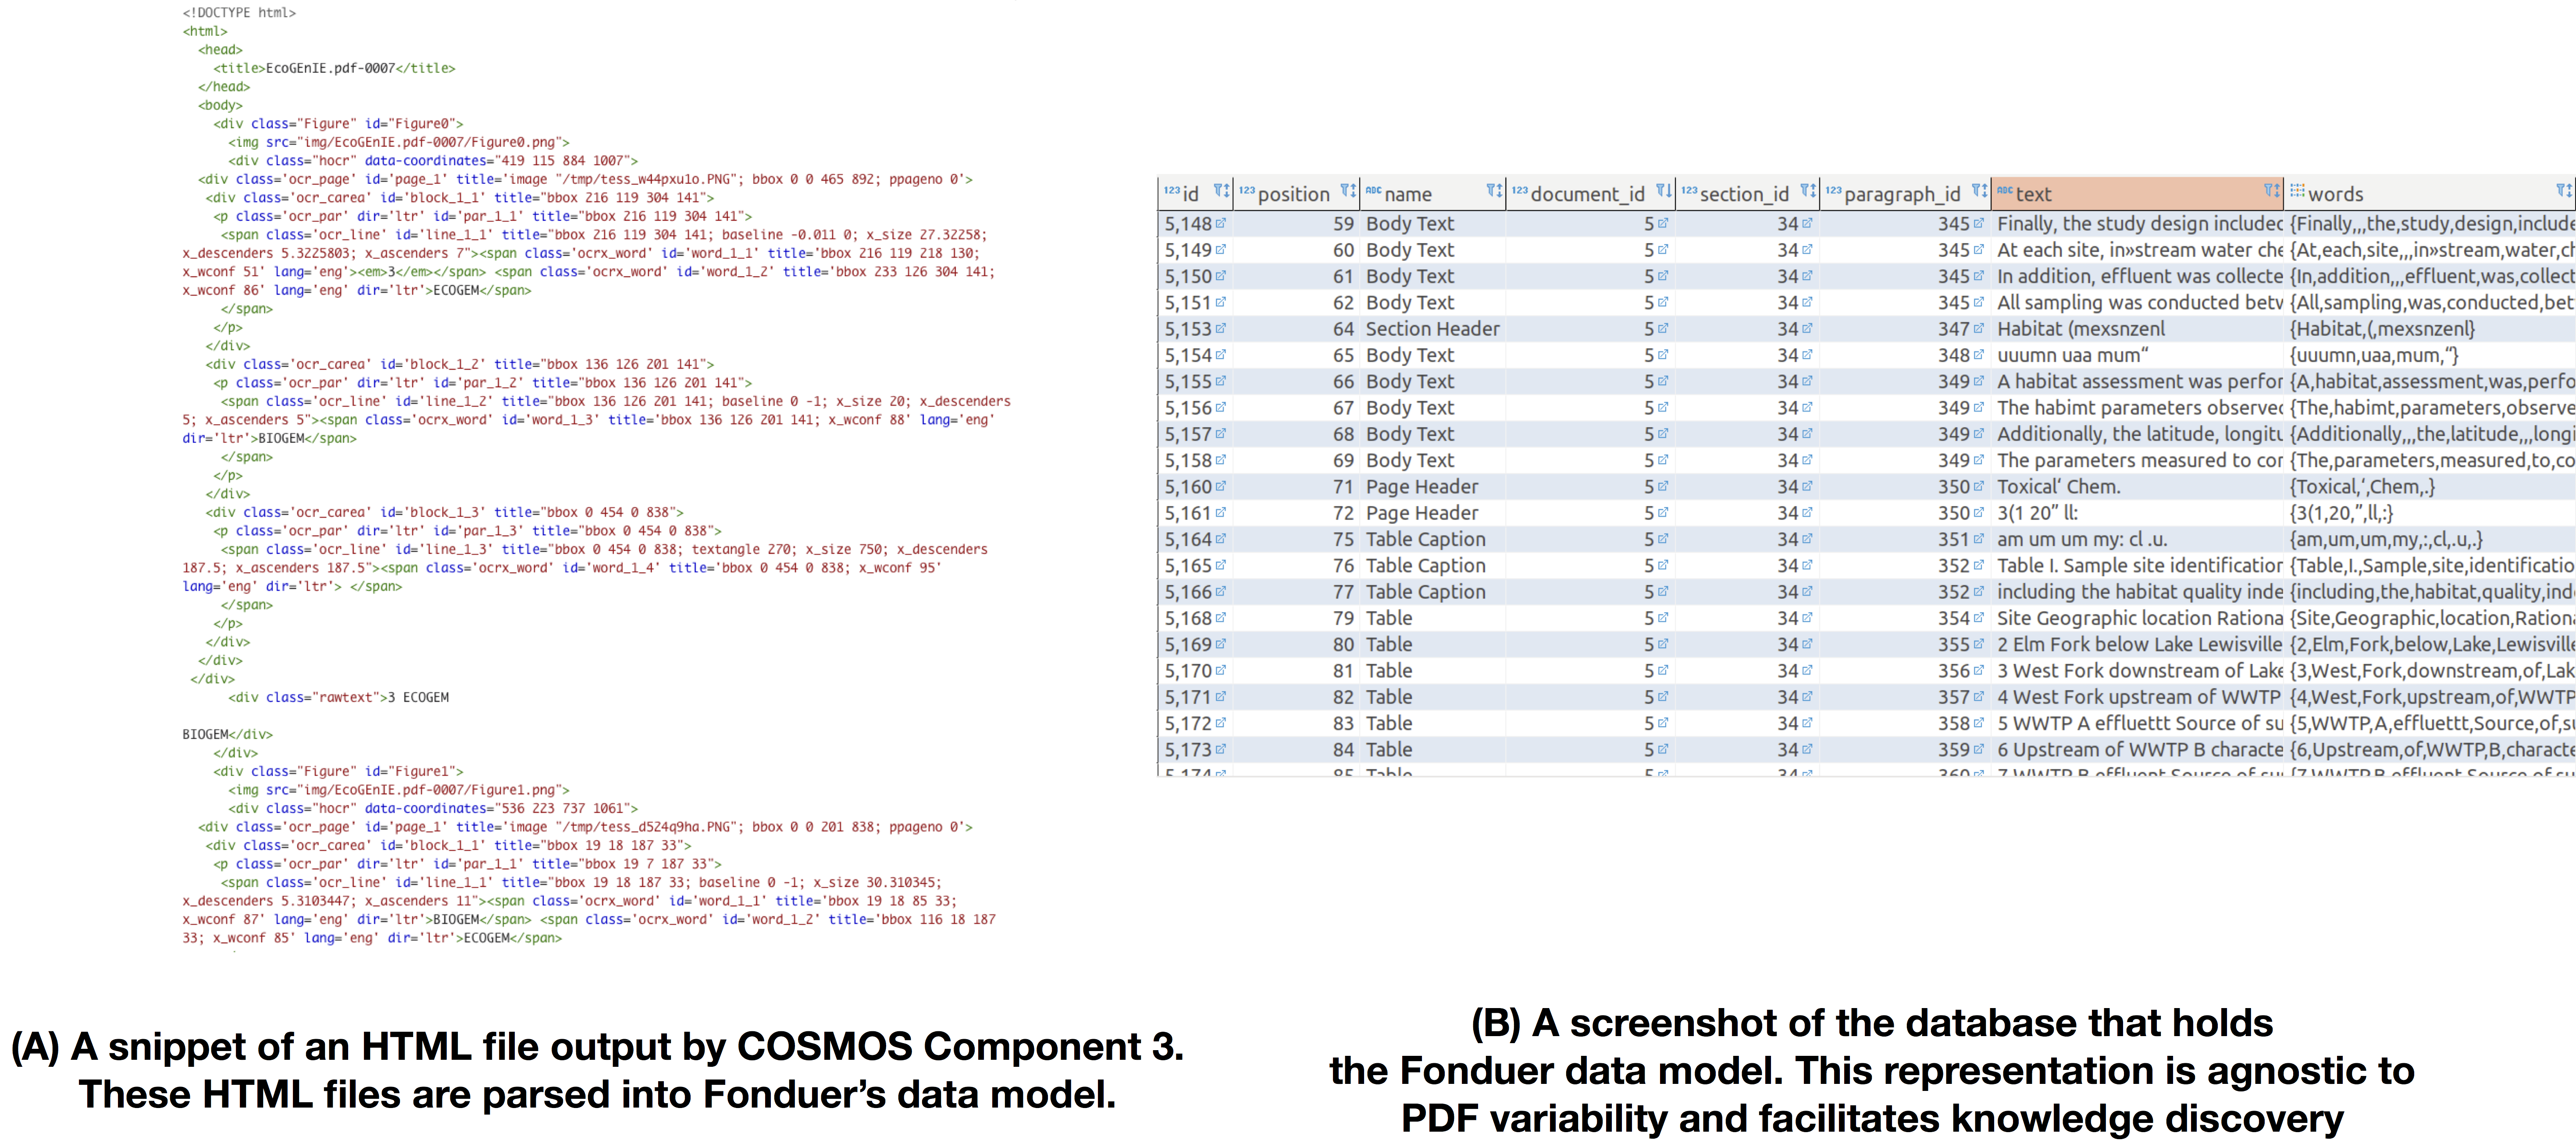 <!DOCTYPE html>
<html>
<head>
<title>EcoGEnIE.pdf-0007</title>
</head>
<body>
<div class="Figure" id="Figure0">
<img src="img/EcoGEnIE.pdf-0007/Figure0.png">
<div class="hocr" data-coordinates="419 115 884 1007">
<div class='ocr_page' id='page_1' title='image "/tmp/tess_w44pxu1o.PNG"; bbox 0 0 465 892; ppageno 0'>
<div class='ocr_carea' id='block_1_1' title="bbox 216 119 304 141">
<p class='ocr_par' dir='ltr' id='par_1_1' title="bbox 216 119 304 141">
<span class='ocr_line' id='line_1_1' title="bbox 216 119 304 141; baseline -0.011 0; x_size 27.32258;
x_descenders 5.3225803; x_ascenders 7"><span class='ocrx_word' id='word_1_1' title='bbox 216 119 218 130;
x_wconf 51' lang='eng'><em>3</em></span> <span class='ocrx_word' id='word_1_2' title='bbox 233 126 304 141;
x_wconf 86' lang='eng' dir='ltr'>ECOGEM</span>
</span>
</p>
</div>
<div class='ocr_carea' id='block_1_2' title="bbox 136 126 201 141">
<p class='ocr_par' dir='ltr' id='par_1_2' title="bbox 136 126 201 141">
<span class='ocr_line' id='line_1_2' title="bbox 136 126 201 141; baseline 0 -1; x_size 20; x_descenders
5; x_ascenders 5"><span class='ocrx_word' id='word_1_3' title='bbox 136 126 201 141; x_wconf 88' lang='eng'
dir='ltr'>BIOGEM</span>
</span>
</p>
</div>
<div class='ocr_carea' id='block_1_3' title="bbox 0 454 0 838">
<p class='ocr_par' dir='ltr' id='par_1_3' title="bbox 0 454 0 838">
<span class='ocr_line' id='line_1_3' title="bbox 0 454 0 838; textangle 270; x_size 750; x_descenders
187.5; x_ascenders 187.5"><span class='ocrx_word' id='word_1_4' title='bbox 0 454 0 838; x_wconf 95'
lang='eng' dir='ltr'> </span>
</span>
</p>
</div>
</div>
</div>
<div class="rawtext">3 ECOGEM
BIOGEM</div>
</div>
<div class="Figure" id="Figure1">
<img src="img/EcoGEnIE.pdf-0007/Figure1.png">
<div class="hocr" data-coordinates="536 223 737 1061">
<div class='ocr_page' id='page_1' title='image "/tmp/tess_d524q9ha.PNG"; bbox 0 0 201 838; ppageno 0'>
<div class='ocr_carea' id='block_1_1' title="bbox 19 18 187 33">
<p class='ocr_par' dir='ltr' id='par_1_1' title="bbox 19 7 187 33">
<span class='ocr_line' id='line_1_1' title="bbox 19 18 187 33; baseline 0 -1; x_size 30.310345;
x_descenders 5.3103447; x_ascenders 11"><span class='ocrx_word' id='word_1_1' title='bbox 19 18 85 33;
x_wconf 87' lang='eng' dir='ltr'>BIOGEM</span> <span class='ocrx_word' id='word_1_2' title='bbox 116 18 187
33; x_wconf 85' lang='eng' dir='ltr'>ECOGEM</span>
(A) A snippet of an HTML file output by COSMOS Component 3.
These HTML files are parsed into Fonduer's data model.
123 id 123 position ABC name 123 document_id 123 section_id 123 paragraph_id ABC text words
5,148 59 Body Text 5 34 345 Finally, the study design included {Finally,,,the,study,design,include
5,149 60 Body Text 5 34 345 At each site, in»stream water che {At,each,site,,,in»stream,water,ch
5,150 61 Body Text 5 34 345 In addition, effluent was collecte {In,addition,,,effluent,was,collect
5,151 62 Body Text 5 34 345 All sampling was conducted betw {All,sampling,was,conducted,bet
5,153 64 Section Header 5 34 347 Habitat (mexsnzenl {Habitat,(,mexsnzenl}
5,154 65 Body Text 5 34 348 uuumn uaa mum“ {uuumn,uaa,mum,“}
5,155 66 Body Text 5 34 349 A habitat assessment was perfor {A,habitat,assessment,was,perfo
5,156 67 Body Text 5 34 349 The habimt parameters observed {The,habimt,parameters,observe
5,157 68 Body Text 5 34 349 Additionally, the latitude, longitu {Additionally,,,the,latitude,,,longi
5,158 69 Body Text 5 34 349 The parameters measured to cor {The,parameters,measured,to,co
5,160 71 Page Header 5 34 350 Toxical‘ Chem. {Toxical,‘,Chem,.}
5,161 72 Page Header 5 34 350 3(1 20” ll: {3(1,20,”,ll,:}
5,164 75 Table Caption 5 34 351 am um um my: cl .u. {am,um,um,my,:,cl,.u,.}
5,165 76 Table Caption 5 34 352 Table I. Sample site identification {Table,I.,Sample,site,identificatio
5,166 77 Table Caption 5 34 352 including the habitat quality inde {including,the,habitat,quality,ind
5,168 79 Table 5 34 354 Site Geographic location Rationa {Site,Geographic,location,Rationa
5,169 80 Table 5 34 355 2 Elm Fork below Lake Lewisville {2,Elm,Fork,below,Lake,Lewisville
5,170 81 Table 5 34 356 3 West Fork downstream of Lake {3,West,Fork,downstream,of,Lak
5,171 82 Table 5 34 357 4 West Fork upstream of WWTP {4,West,Fork,upstream,of,WWTP
5,172 83 Table 5 34 358 5 WWTP A effluettt Source of su {5,WWTP,A,effluettt,Source,of,su
5,173 84 Table 5 34 359 6 Upstream of WWTP B characte {6,Upstream,of,WWTP,B,characte
5,174 85 Table 5 34 360 7 WWTP B effluent Source of su {7,WWTP,B,effluent,Source,of,su
(B) A screenshot of the database that holds
the Fonduer data model. This representation is agnostic to
PDF variability and facilitates knowledge discovery